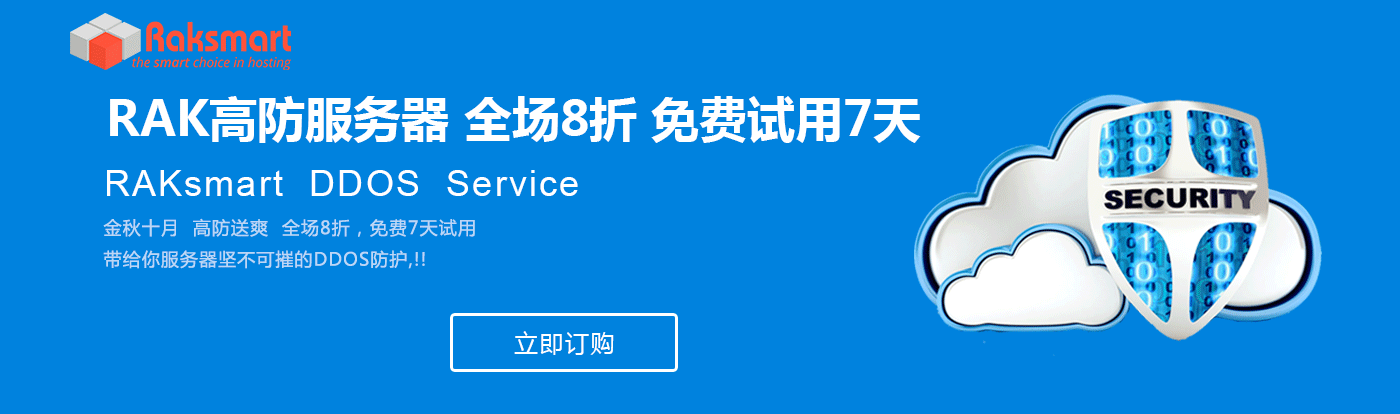 Raksmart
the smart choice in hosting
RAK高防服务器 全场8折 免费试用7天
RAKsmart DDOS Service
金秋十月 高防送爽 全场8折，免费7天试用
带给你服务器坚不可摧的DDOS防护,!!
立即订购
SECURITY